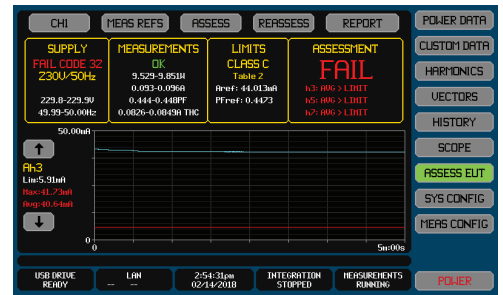 CH1
MEAS REFS
ASSESS
REASSESS
REPORT
POWER DATA
CUSTOM DATA
HARMONICS
VECTORS
HISTORY
SCOPE
ASSESS EUT
SYS CONFIG
MEAS CONFIG
POWER
SUPPLY
FAIL CODE 32
230V/50Hz
229.8-229.9V
49.99-50.00Hz
MEASUREMENTS
OK
9.529-9.851W
0.093-0.096A
0.444-0.448PF
0.0826-0.0849A THC
LIMITS
CLASS C
Table 2
Aref: 44.013mA
PFref: 0.4473
ASSESSMENT
FAIL
h3: AVG > LIMIT
h5: AVG > LIMIT
h7: AVG > LIMIT
50.00mA
Ah3
Lim:5.91mA
Max:41.73mA
Avg:40.64mA
0
0
5m:00s
USB DRIVE
READY
LAN
-- --
2:54:31pm
02/14/2018
INTEGRATION
STOPPED
MEASUREMENTS
RUNNING